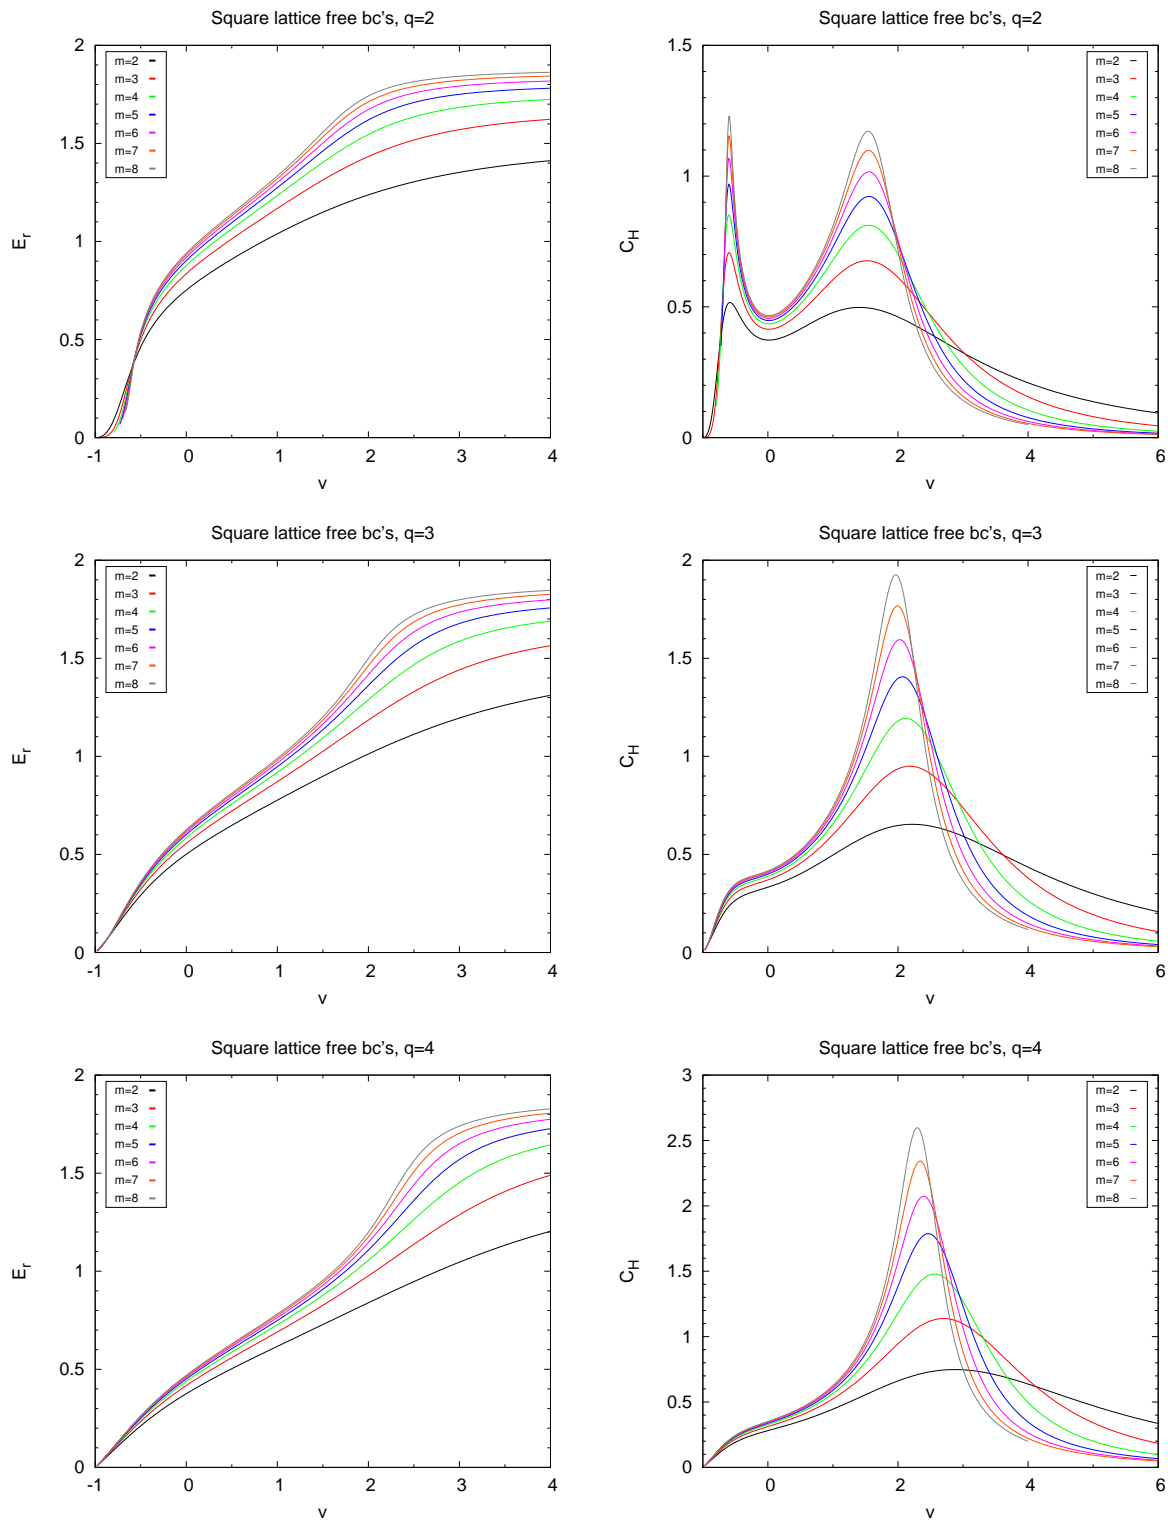 Square lattice free bc's, q=2
2
1.5
1
0.5
0
-1
0
1
2
3
4
E_r
v
m=2
m=3
m=4
m=5
m=6
m=7
m=8
Square lattice free bc's, q=2
1.5
1
0.5
0
0
2
4
6
C_H
v
m=2
m=3
m=4
m=5
m=6
m=7
m=8
Square lattice free bc's, q=3
2
1.5
1
0.5
0
-1
0
1
2
3
4
E_r
v
m=2
m=3
m=4
m=5
m=6
m=7
m=8
Square lattice free bc's, q=3
2
1.5
1
0.5
0
0
2
4
6
C_H
v
m=2
m=3
m=4
m=5
m=6
m=7
m=8
Square lattice free bc's, q=4
2
1.5
1
0.5
0
-1
0
1
2
3
4
E_r
v
m=2
m=3
m=4
m=5
m=6
m=7
m=8
Square lattice free bc's, q=4
3
2.5
2
1.5
1
0.5
0
0
2
4
6
C_H
v
m=2
m=3
m=4
m=5
m=6
m=7
m=8